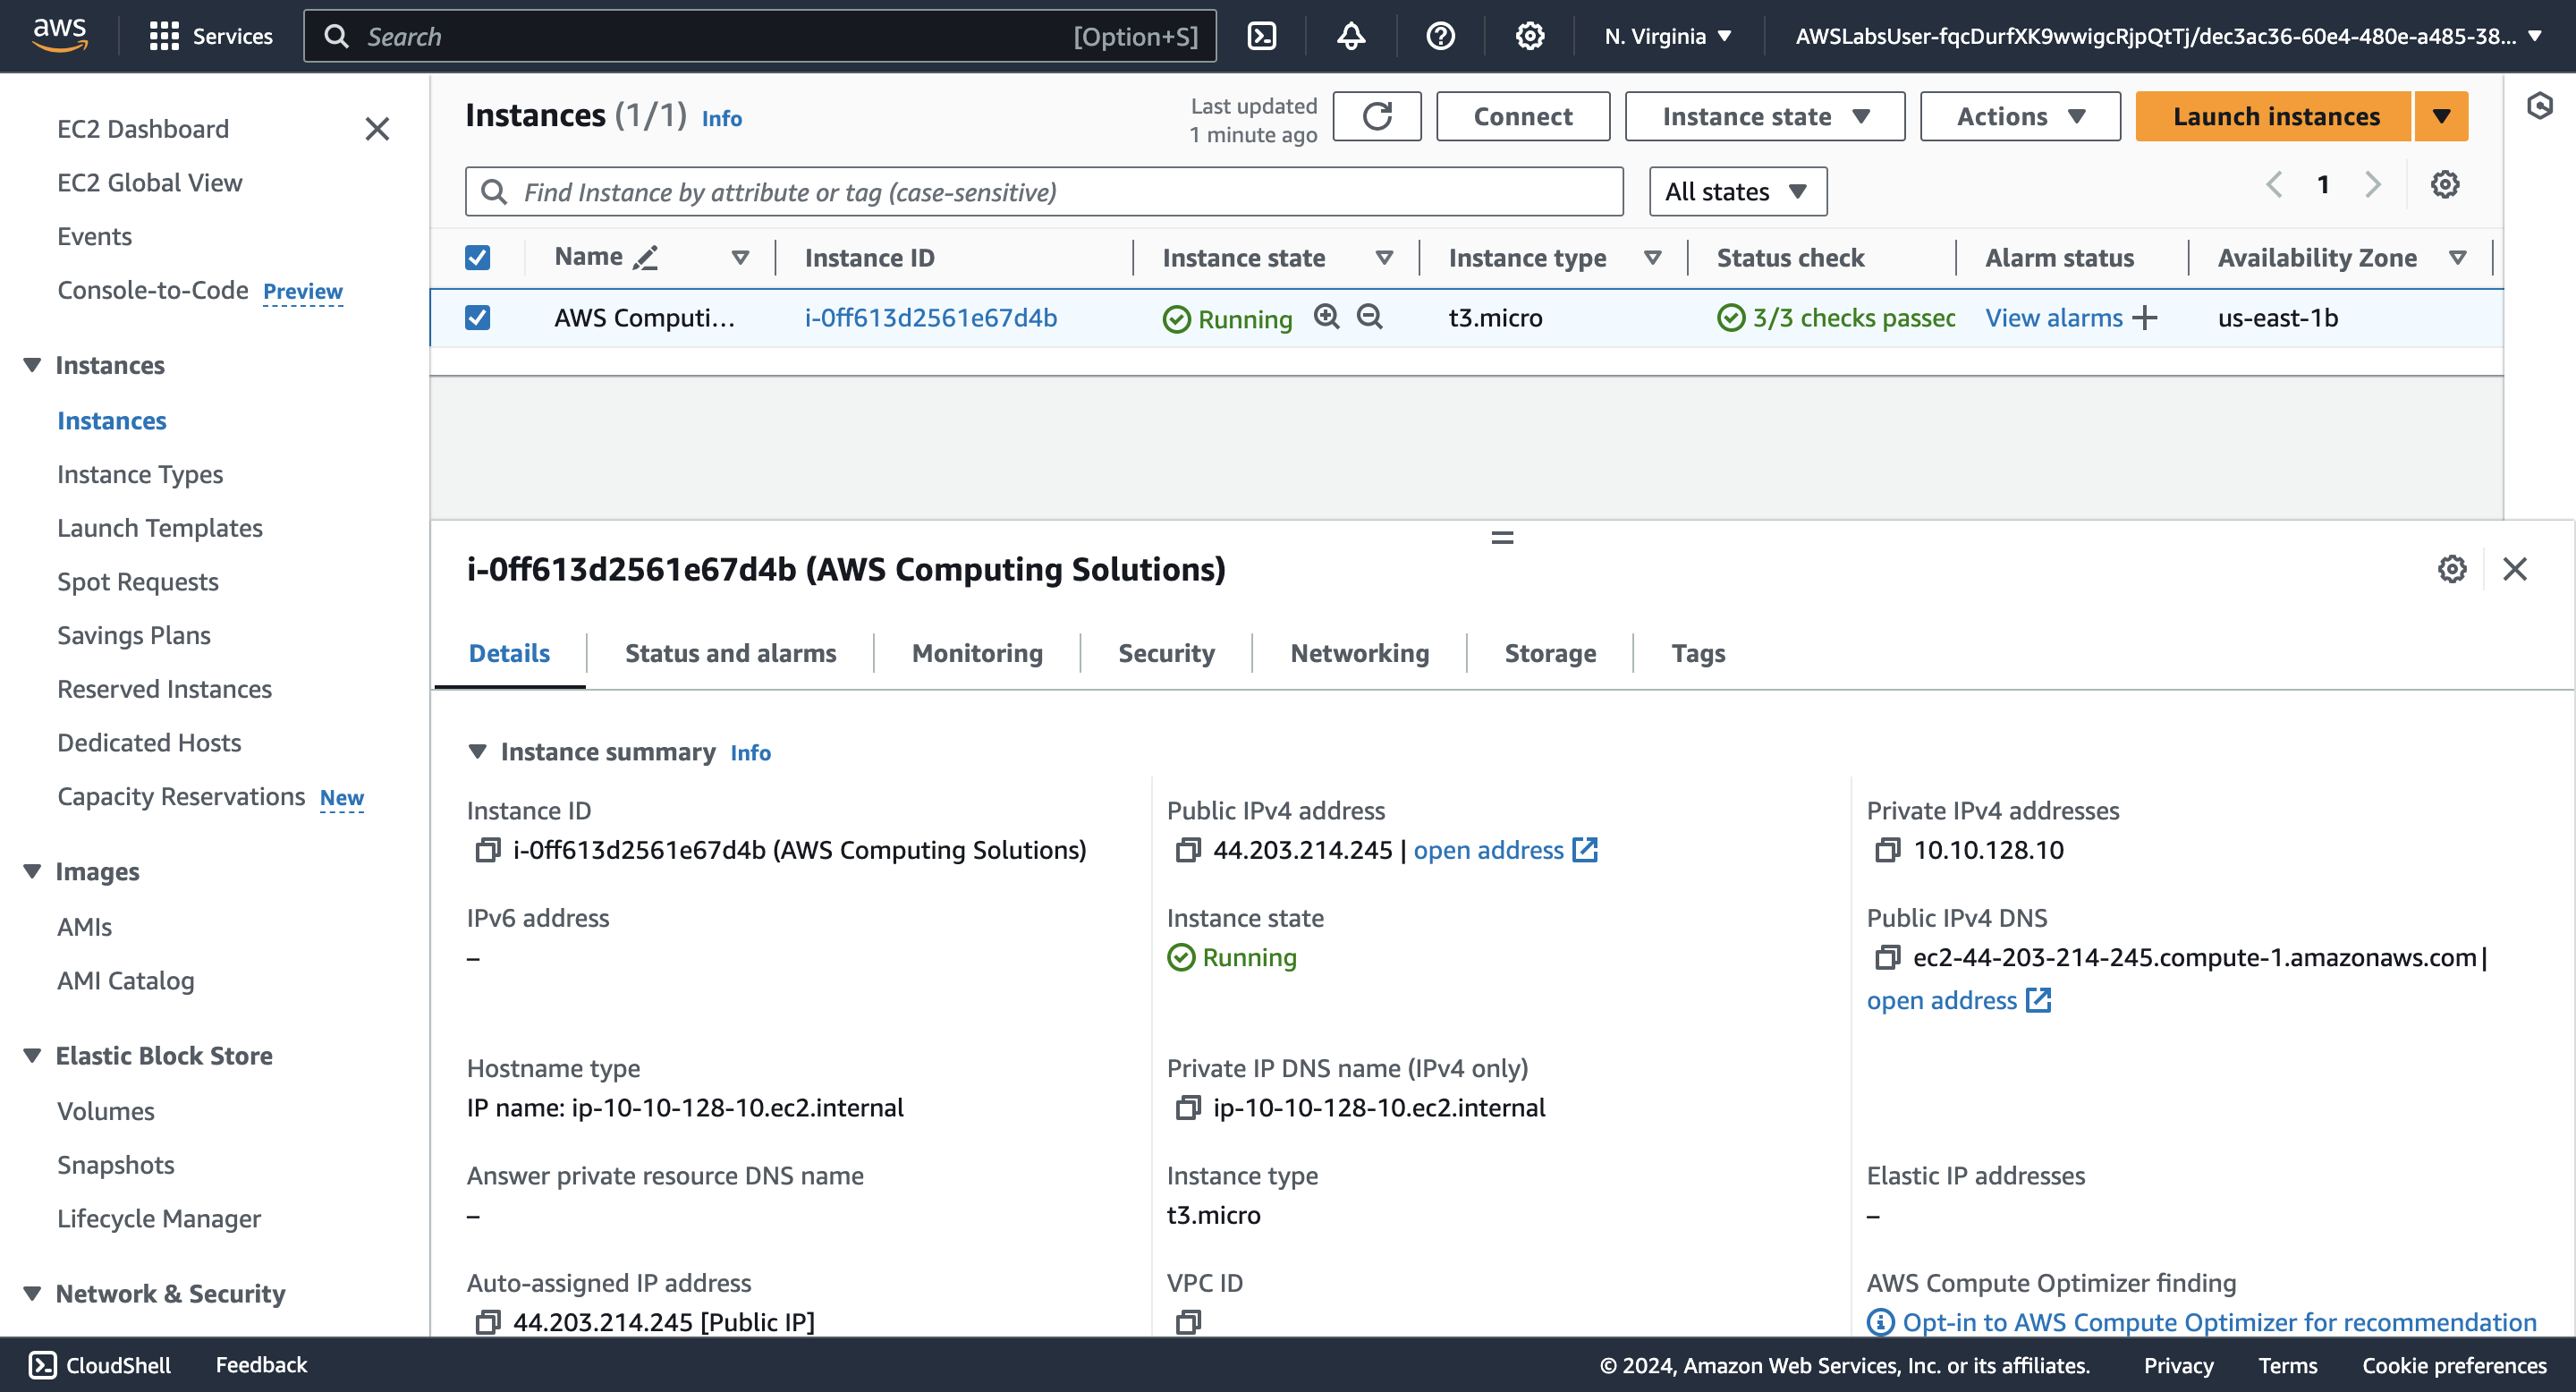 aws
Services
Search
[Option+S]
N. Virginia
AWSLabsUser-fqcDurfXK9wwigcRjpQtTj/dec3ac36-60e4-480e-a485-38...
EC2 Dashboard
EC2 Global View
Events
Console-to-Code Preview
Instances
Instances
Instance Types
Launch Templates
Spot Requests
Savings Plans
Reserved Instances
Dedicated Hosts
Capacity Reservations New
Images
AMIs
AMI Catalog
Elastic Block Store
Volumes
Snapshots
Lifecycle Manager
Network & Security
Instances (1/1) Info
Last updated
1 minute ago
Connect
Instance state
Actions
Launch instances
Find Instance by attribute or tag (case-sensitive)
All states
1
Name
Instance ID
Instance state
Instance type
Status check
Alarm status
Availability Zone
AWS Computi...
i-0ff613d2561e67d4b
Running
t3.micro
3/3 checks passed
View alarms
us-east-1b
i-0ff613d2561e67d4b (AWS Computing Solutions)
Details
Status and alarms
Monitoring
Security
Networking
Storage
Tags
Instance summary Info
Instance ID
i-0ff613d2561e67d4b (AWS Computing Solutions)
Public IPv4 address
44.203.214.245 | open address
Private IPv4 addresses
10.10.128.10
IPv6 address
–
Instance state
Running
Public IPv4 DNS
ec2-44-203-214-245.compute-1.amazonaws.com |
open address
Hostname type
IP name: ip-10-10-128-10.ec2.internal
Private IP DNS name (IPv4 only)
ip-10-10-128-10.ec2.internal
Answer private resource DNS name
–
Instance type
t3.micro
Elastic IP addresses
–
Auto-assigned IP address
44.203.214.245 [Public IP]
VPC ID
AWS Compute Optimizer finding
Opt-in to AWS Compute Optimizer for recommendation
CloudShell
Feedback
© 2024, Amazon Web Services, Inc. or its affiliates.
Privacy
Terms
Cookie preferences